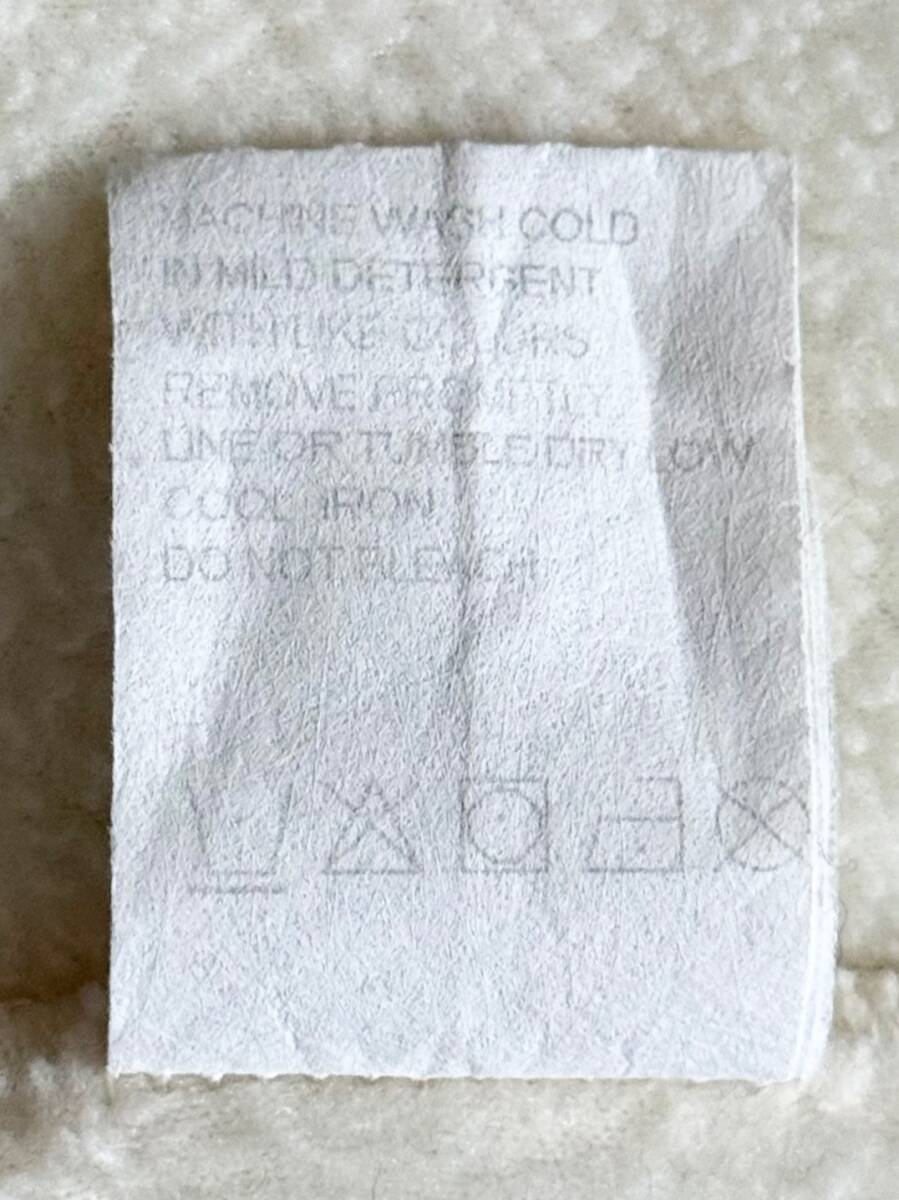 MACHINE WASH COLD
IN MILD DETERGENT
WITH LIKE COLOURS
REMOVE PROMPTLY
LINE OR TUMBLE DRY LOW
COOL IRON
DO NOT BLEACH